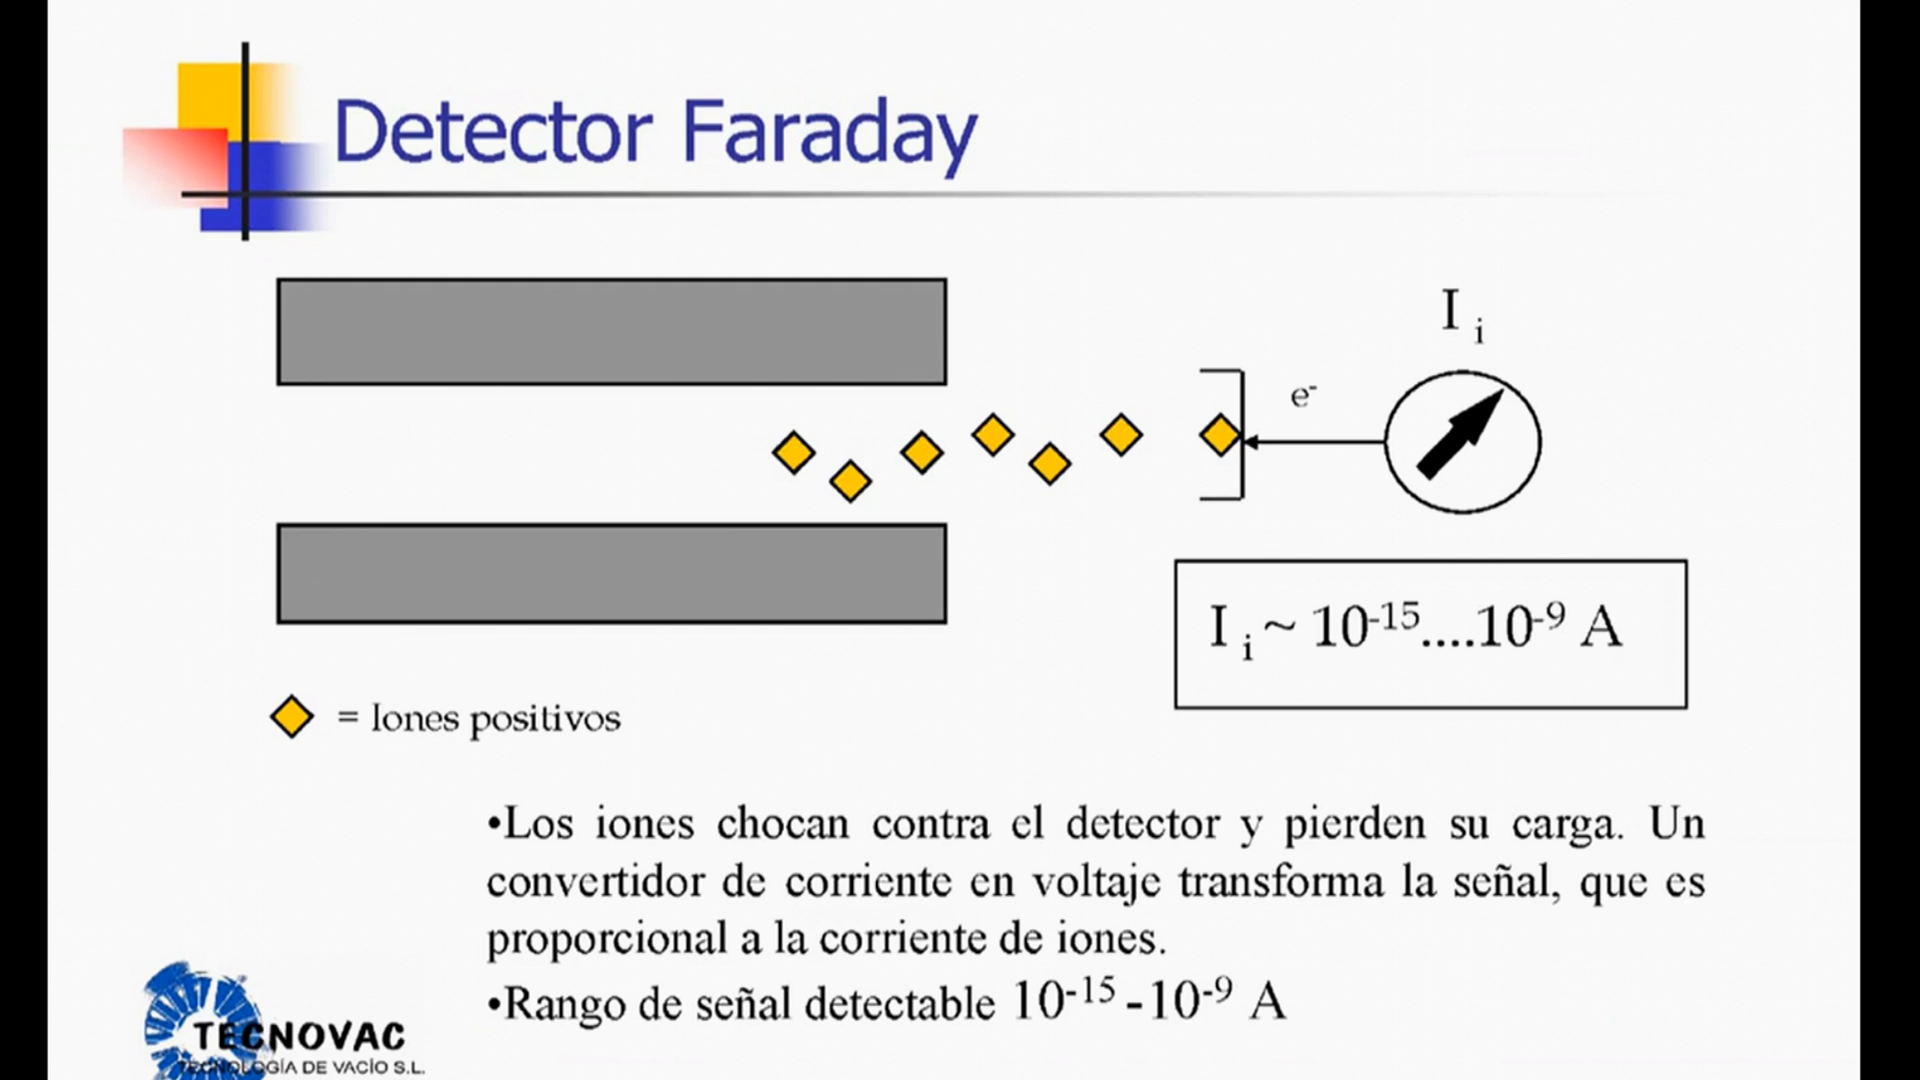 Detector Faraday
I i
e-
I i ~ 10-15....10-9 A
= Iones positivos
•Los iones chocan contra el detector y pierden su carga. Un
convertidor de corriente en voltaje transforma la señal, que es
proporcional a la corriente de iones.
•Rango de señal detectable 10-15 -10-9 A
TECNOVAC
TECNOLOGÍA DE VACÍO S.L.